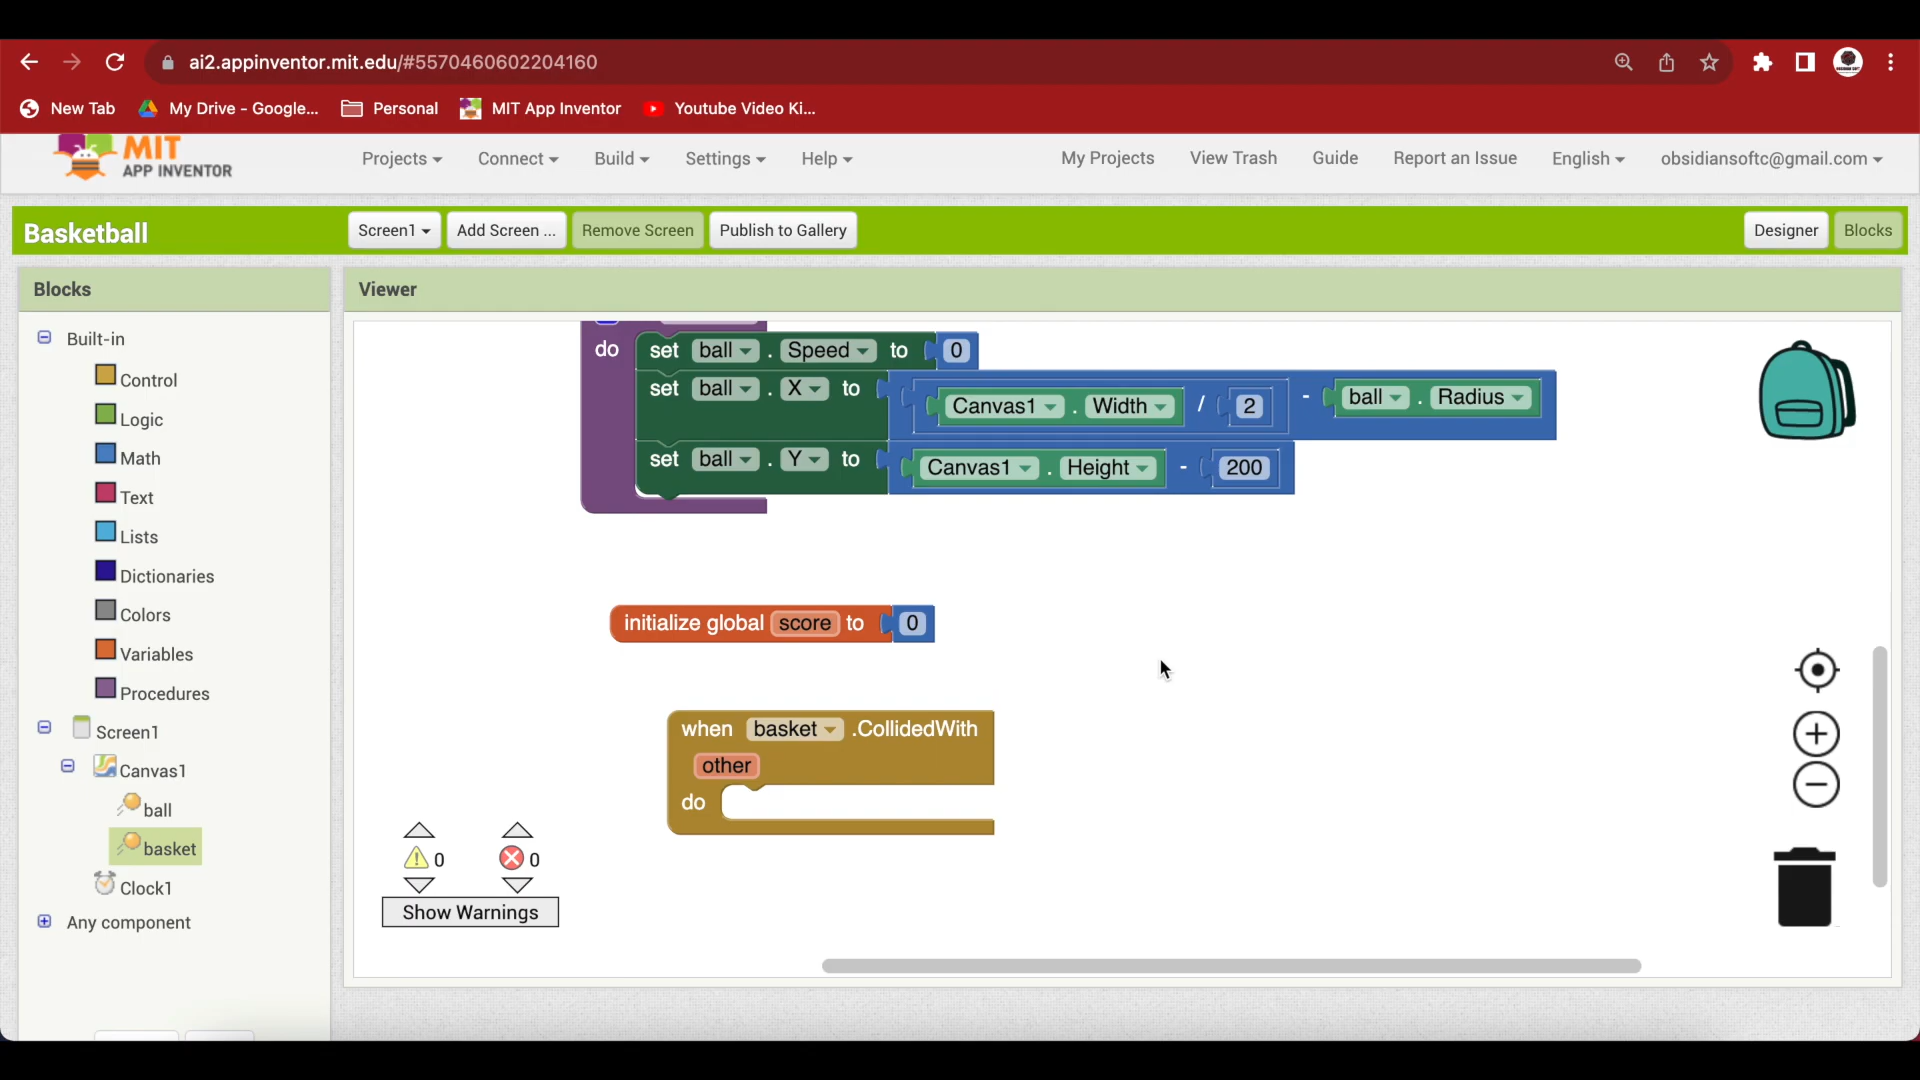 ai2.appinventor.mit.edu/#5570460602204160
New Tab My Drive - Google... Personal MIT App Inventor Youtube Video Ki...
MIT
APP INVENTOR
Projects Connect Build Settings Help My Projects View Trash Guide Report an Issue English obsidiansoftc@gmail.com
Basketball Screen1 Add Screen ... Remove Screen Publish to Gallery Designer Blocks
Blocks
Viewer
Built-in
Control
Logic
Math
Text
Lists
Dictionaries
Colors
Variables
Procedures
Screen1
Canvas1
ball
basket
Clock1
Any component
do set ball . Speed to 0
set ball . X to Canvas1 . Width / 2 - ball . Radius
set ball . Y to Canvas1 . Height - 200
initialize global score to 0
when basket .CollidedWith
other
do
0 0
Show Warnings